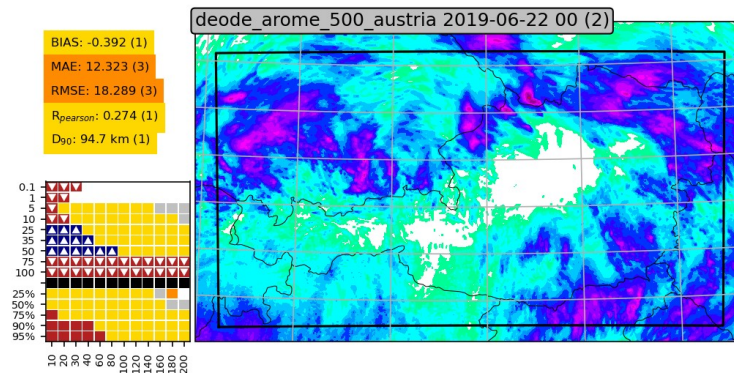 deode_arome_500_austria 2019-06-22 00 (2)
BIAS: -0.392 (1)
MAE: 12.323 (3)
RMSE: 18.289 (3)
Rpearson: 0.274 (1)
D90: 94.7 km (1)
0.1
1
5
10
25
35
50
75
100
25%
50%
75%
90%
95%
10 20 30 40 60 80 100 120 140 160 180 200